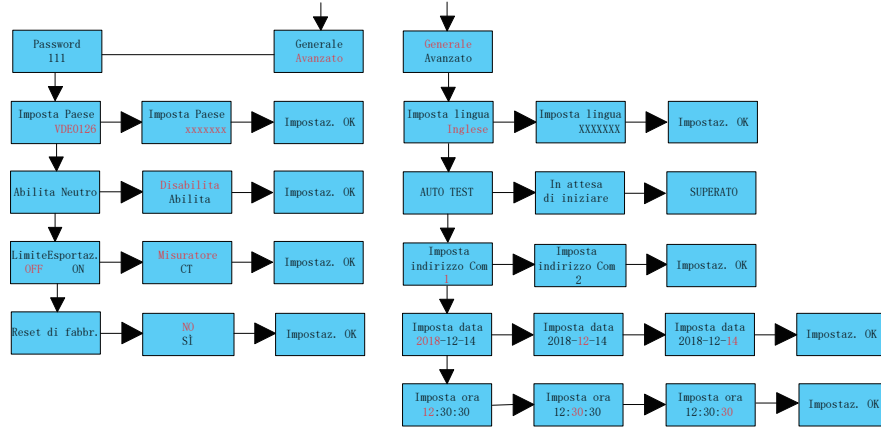 Password
111
Generale
Avanzato
Generale
Avanzato
Imposta Paese
VDE0126
Imposta Paese
xxxxxxx
Impostaz. OK
Imposta lingua
Inglese
Imposta lingua
XXXXXXX
Impostaz. OK
Abilita Neutro
Disabilita
Abilita
Impostaz. OK
AUTO TEST
In attesa
di iniziare
SUPERATO
LimiteEsportaz.
OFF ON
Misuratore
CT
Impostaz. OK
Imposta
indirizzo Com
1
Imposta
indirizzo Com
2
Impostaz. OK
Reset di fabbr.
NO
SÌ
Impostaz. OK
Imposta data
2018-12-14
Imposta data
2018-12-14
Imposta data
2018-12-14
Impostaz. OK
Imposta ora
12:30:30
Imposta ora
12:30:30
Imposta ora
12:30:30
Impostaz. OK